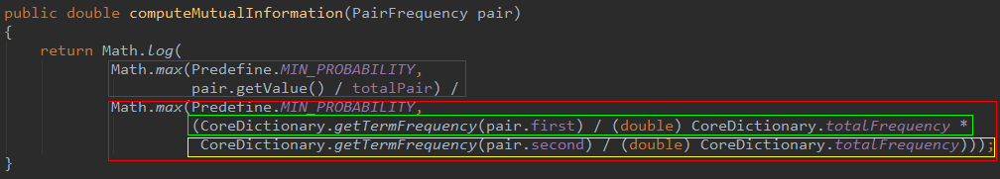 public double computeMutualInformation(PairFrequency pair)
{
return Math.log(
Math.max(Predefine.MIN_PROBABILITY,
pair.getValue() / totalPair) /
Math.max(Predefine.MIN_PROBABILITY,
(CoreDictionary.getTermFrequency(pair.first) / (double) CoreDictionary.totalFrequency *
CoreDictionary.getTermFrequency(pair.second) / (double) CoreDictionary.totalFrequency)));
}